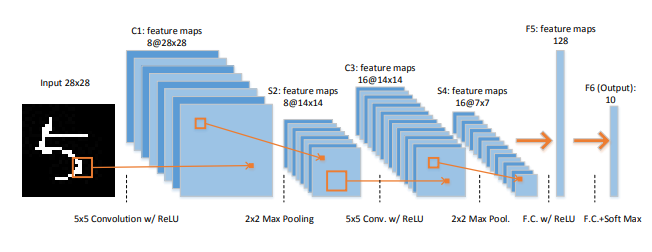 Input 28x28
C1: feature maps
8@28x28
S2: feature maps
8@14x14
C3: feature maps
16@14x14
S4: feature maps
16@7x7
F5: feature maps
128
F6 (Output):
10
5x5 Convolution w/ ReLU
2x2 Max Pooling
5x5 Conv. w/ ReLU
2x2 Max Pool.
F.C. w/ ReLU
F.C.+Soft Max